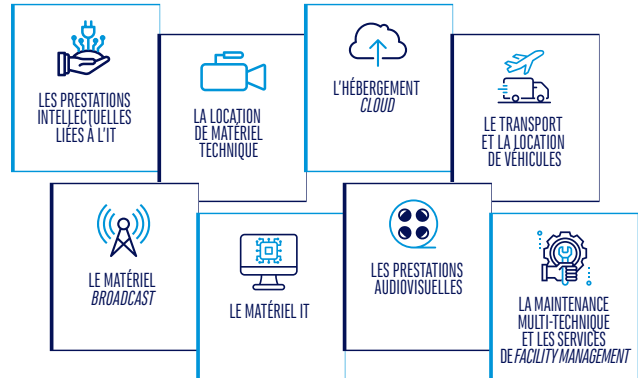 LES PRESTATIONS
INTELLECTUELLES
LIÉES À L'IT
LA LOCATION
DE MATÉRIEL
TECHNIQUE
L'HÉBERGEMENT
CLOUD
LE TRANSPORT
ET LA LOCATION
DE VÉHICULES
LE MATÉRIEL
BROADCAST
LE MATÉRIEL IT
LES PRESTATIONS
AUDIOVISUELLES
LA MAINTENANCE
MULTI-TECHNIQUE
ET LES SERVICES
DE FACILITY MANAGEMENT